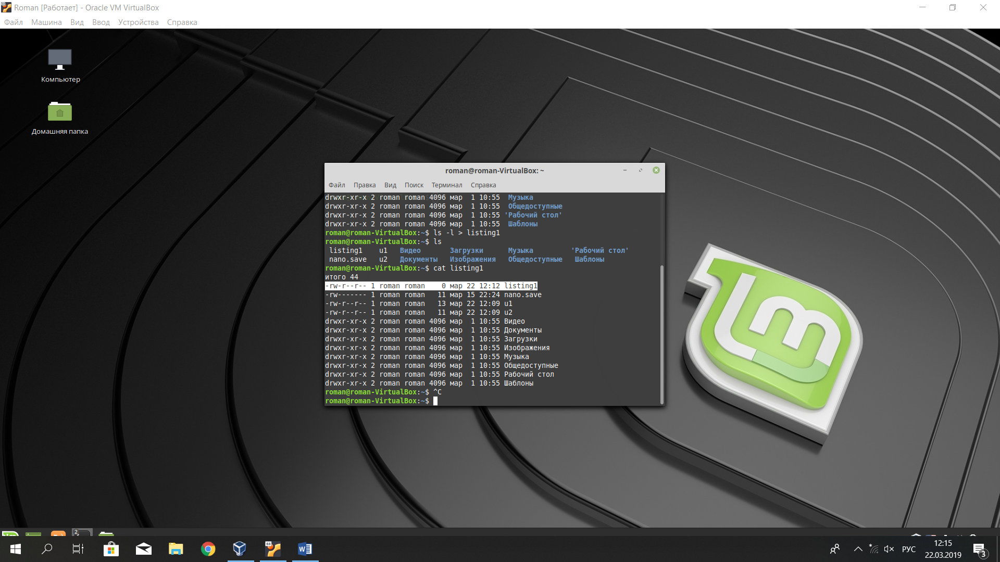 Roman [Работает] - Oracle VM VirtualBox
Файл Машина Вид Ввод Устройства Справка
Компьютер
Домашняя папка
roman@roman-VirtualBox: ~
Файл Правка Вид Поиск Терминал Справка
drwxr-xr-x 2 roman roman 4096 мар  1 10:55  Музыка
drwxr-xr-x 2 roman roman 4096 мар  1 10:55  Общедоступные
drwxr-xr-x 2 roman roman 4096 мар  1 10:55 'Рабочий стол'
drwxr-xr-x 2 roman roman 4096 мар  1 10:55  Шаблоны
roman@roman-VirtualBox:~$ ls -l > listing1
roman@roman-VirtualBox:~$ ls
listing1    u1   Видео       Загрузки      Музыка         'Рабочий стол'
nano.save   u2   Документы   Изображения   Общедоступные   Шаблоны
roman@roman-VirtualBox:~$ cat listing1
итого 44
-rw-r--r-- 1 roman roman    0 мар 22 12:12 listing1
-rw------- 1 roman roman   11 мар 15 22:24 nano.save
-rw-r--r-- 1 roman roman   13 мар 22 12:09 u1
-rw-r--r-- 1 roman roman   11 мар 22 12:09 u2
drwxr-xr-x 2 roman roman 4096 мар  1 10:55 Видео
drwxr-xr-x 2 roman roman 4096 мар  1 10:55 Документы
drwxr-xr-x 2 roman roman 4096 мар  1 10:55 Загрузки
drwxr-xr-x 2 roman roman 4096 мар  1 10:55 Изображения
drwxr-xr-x 2 roman roman 4096 мар  1 10:55 Музыка
drwxr-xr-x 2 roman roman 4096 мар  1 10:55 Общедоступные
drwxr-xr-x 2 roman roman 4096 мар  1 10:55 Рабочий стол
drwxr-xr-x 2 roman roman 4096 мар  1 10:55 Шаблоны
roman@roman-VirtualBox:~$ ^C
roman@roman-VirtualBox:~$
lm
2
64
W
РУС
12:15
22.03.2019
3